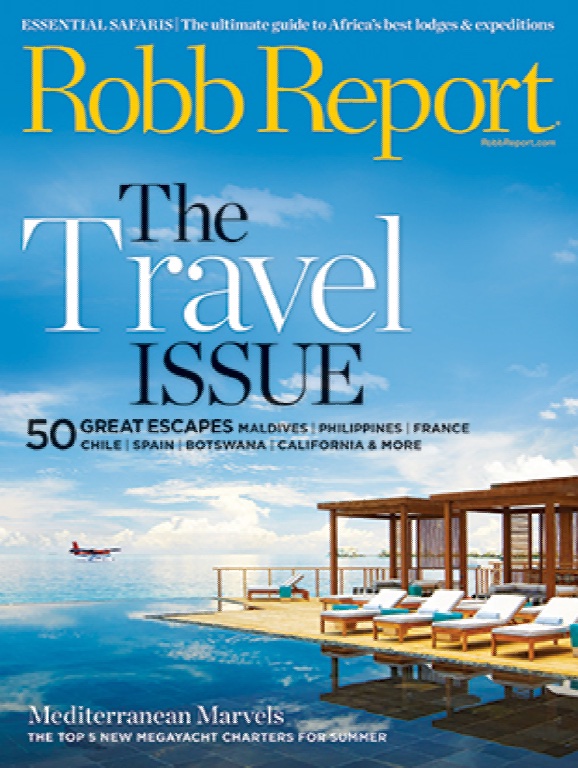 ESSENTIAL SAFARIS | The ultimate guide to Africa's best lodges & expeditions
Robb Report
RobbReport.com
The
Travel
ISSUE
50 GREAT ESCAPES MALDIVES | PHILIPPINES | FRANCE
CHILE | SPAIN | BOTSWANA | CALIFORNIA & MORE
Mediterranean Marvels
THE TOP 5 NEW MEGAYACHT CHARTERS FOR SUMMER